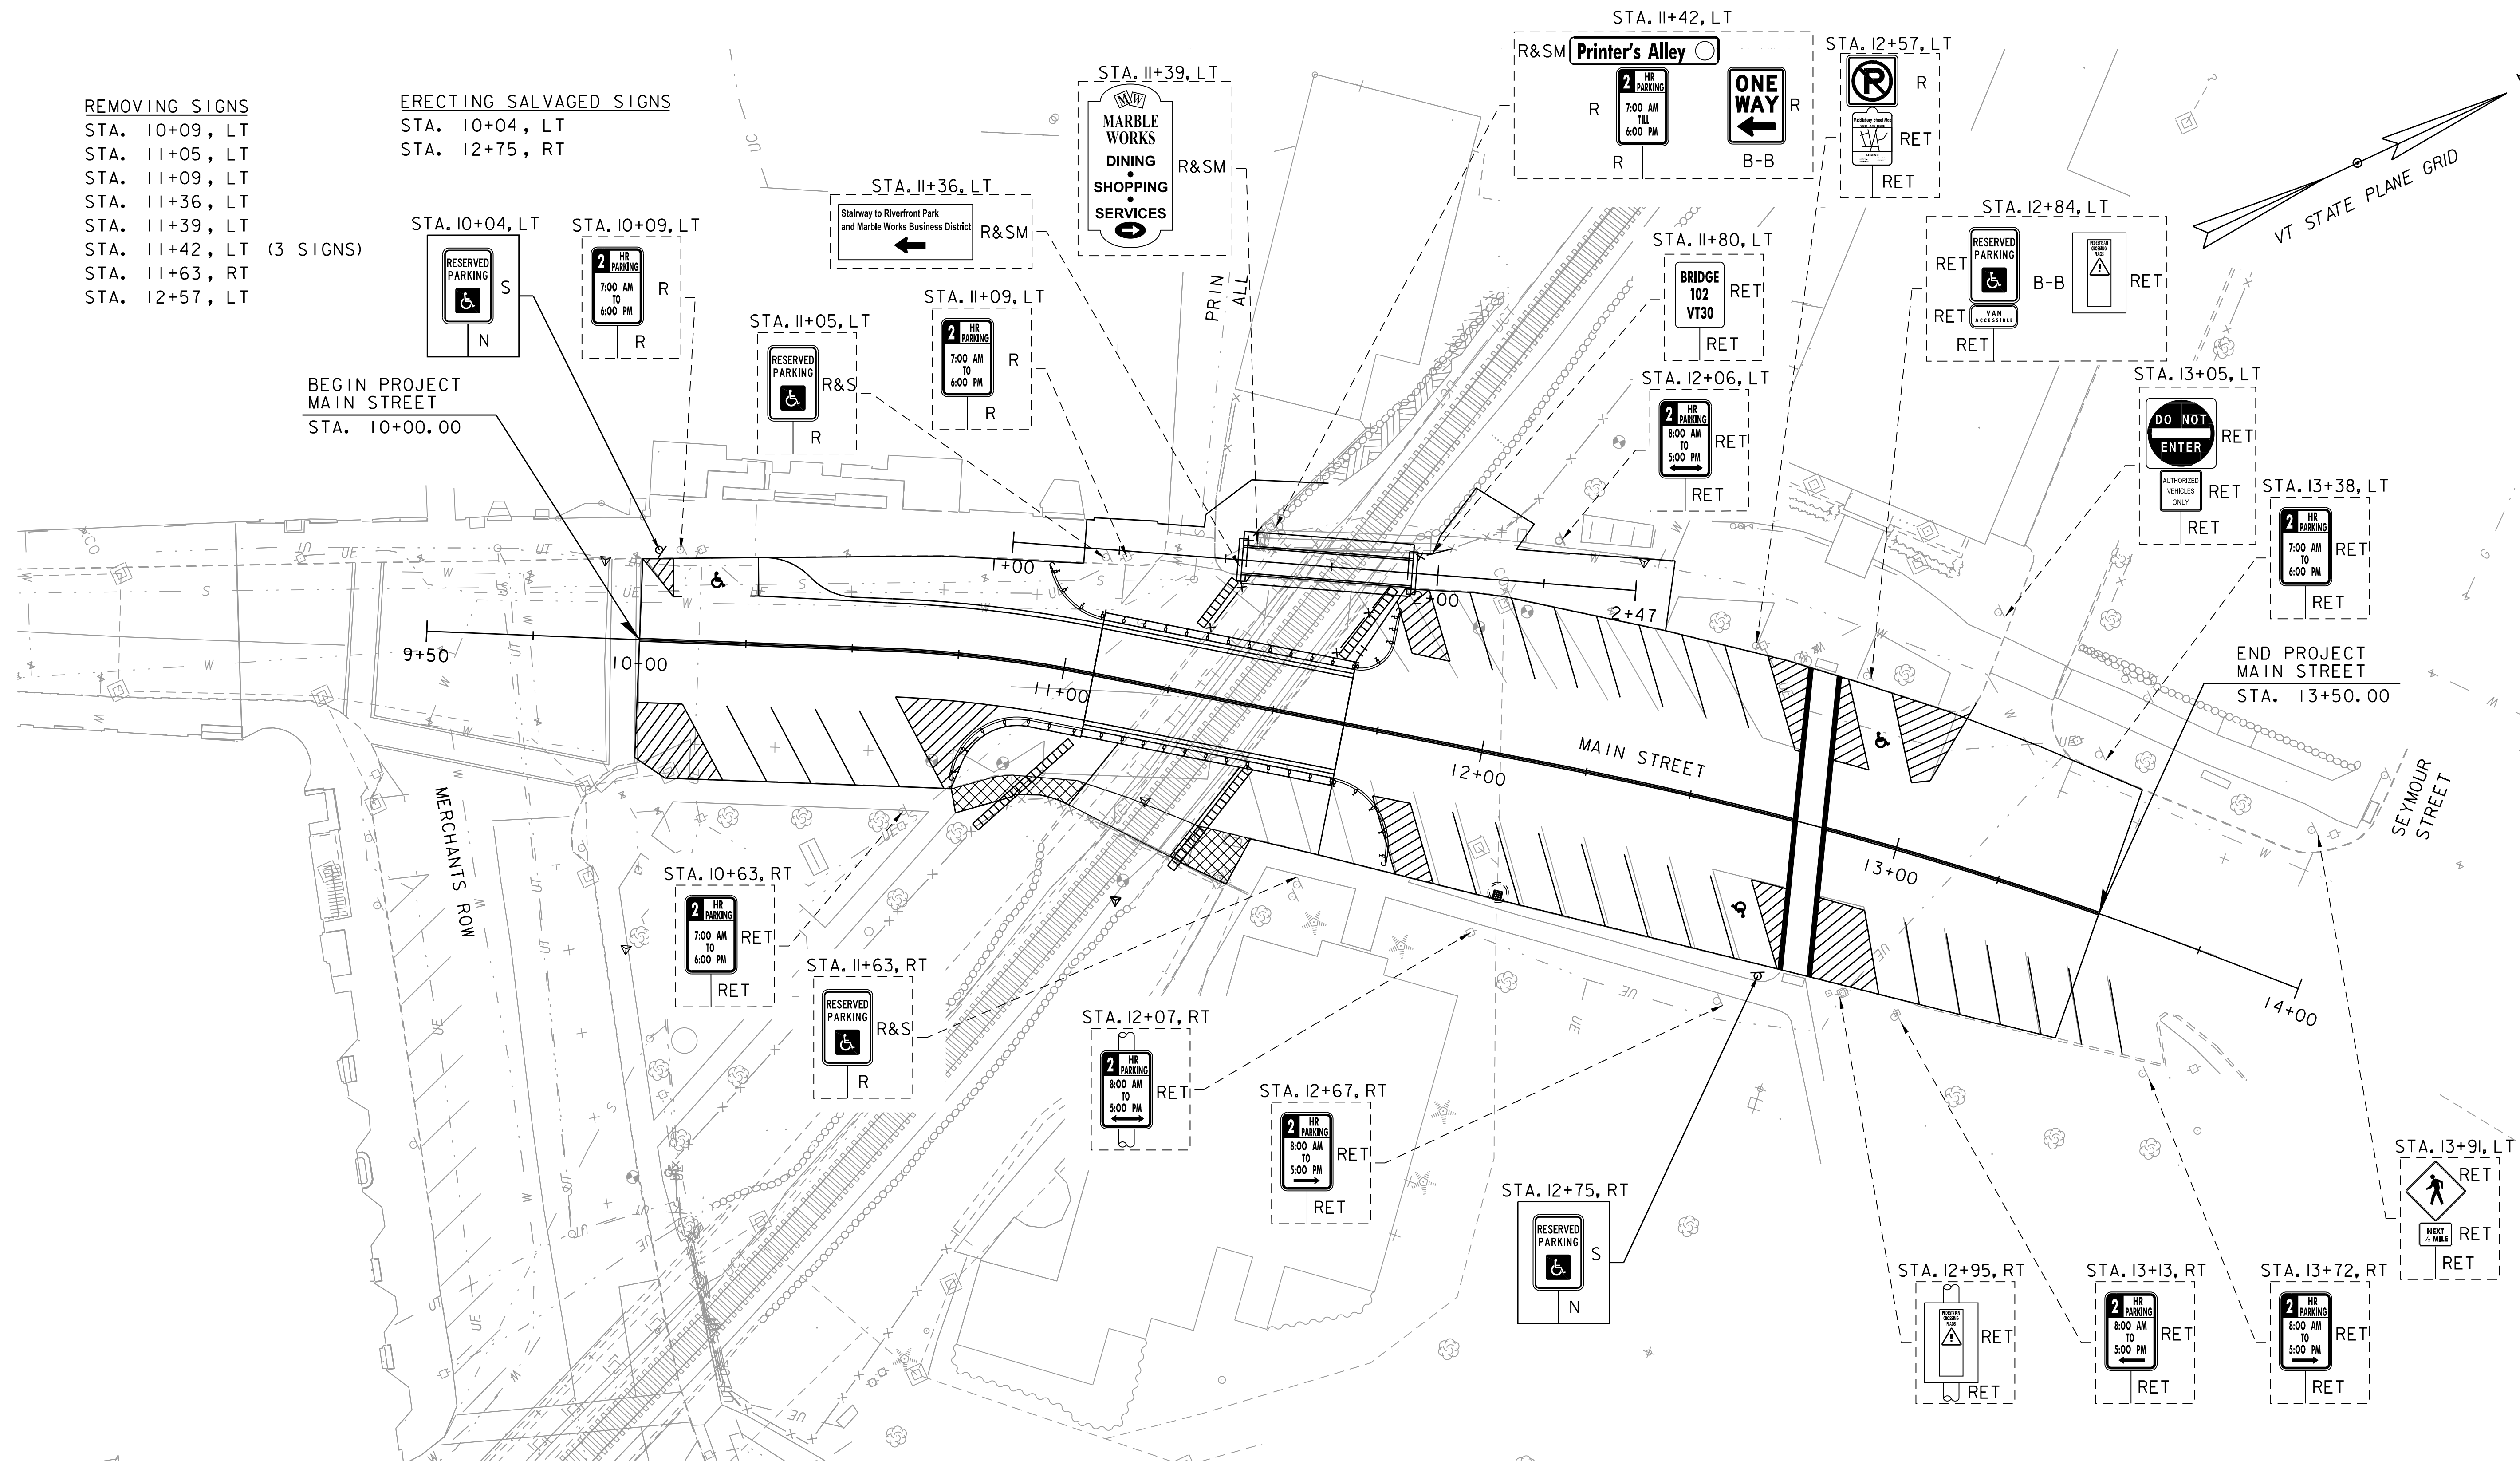 REMOVING SIGNS
STA. 10+09, LT
STA. 11+05, LT
STA. 11+09, LT
STA. 11+36, LT
STA. 11+39, LT
STA. 11+42, LT (3 SIGNS)
STA. 11+63, RT
STA. 12+57, LT
ERECTING SALVAGED SIGNS
STA. 10+04, LT
STA. 12+75, RT
STA. 10+04, LT
RESERVED
PARKING
S
N
STA. 10+09, LT
2 HR
PARKING
7:00 AM
TO
6:00 PM
R
R
BEGIN PROJECT
MAIN STREET
STA. 10+00.00
STA. 11+05, LT
RESERVED
PARKING
R&S
R
STA. 11+09, LT
2 HR
PARKING
7:00 AM
TO
6:00 PM
R
R
STA. 11+36, LT
Stairway to Riverfront Park
and Marble Works Business District
R&SM
STA. 11+39, LT
MW
MARBLE
WORKS
DINING
•
SHOPPING
•
SERVICES
R&SM
STA. 11+42, LT
R&SM
Printer's Alley
2 HR
PARKING
7:00 AM
TILL
6:00 PM
R
R
ONE
WAY
R
B-B
STA. 12+57, LT
P
R
Middlebury Street Map
RET
RET
STA. 11+80, LT
BRIDGE
102
VT30
RET
RET
STA. 12+06, LT
2 HR
PARKING
8:00 AM
TO
5:00 PM
RET
RET
STA. 12+84, LT
RESERVED
PARKING
RET
VAN
ACCESSIBLE
RET
RET
B-B
PEDESTRIAN
CROSSING
FLAGS
RET
VT STATE PLANE GRID
STA. 13+05, LT
DO NOT
ENTER
RET
AUTHORIZED
VEHICLES
ONLY
RET
RET
STA. 13+38, LT
2 HR
PARKING
7:00 AM
TO
6:00 PM
RET
RET
END PROJECT
MAIN STREET
STA. 13+50.00
PRIN
ALL
1+00
2+00
2+47
9+50
10+00
11+00
12+00
13+00
14+00
MAIN STREET
MERCHANTS ROW
SEYMOUR
STREET
STA. 10+63, RT
2 HR
PARKING
7:00 AM
TO
6:00 PM
RET
RET
STA. 11+63, RT
RESERVED
PARKING
R&S
R
STA. 12+07, RT
2 HR
PARKING
8:00 AM
TO
5:00 PM
RET
STA. 12+67, RT
2 HR
PARKING
8:00 AM
TO
5:00 PM
RET
RET
STA. 12+75, RT
RESERVED
PARKING
S
N
STA. 12+95, RT
PEDESTRIAN
CROSSING
FLAGS
RET
RET
STA. 13+13, RT
2 HR
PARKING
8:00 AM
TO
5:00 PM
RET
RET
STA. 13+72, RT
2 HR
PARKING
8:00 AM
TO
5:00 PM
RET
RET
STA. 13+91, LT
RET
NEXT
½ MILE
RET
RET